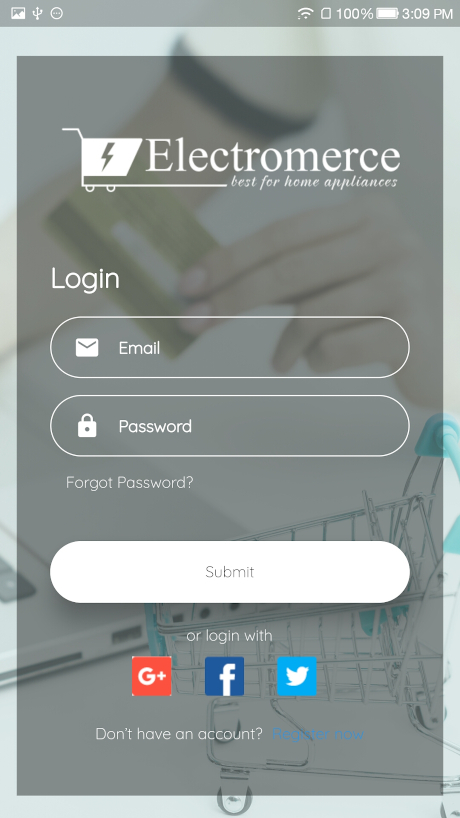 100% 3:09 PM
Electromerce
best for home appliances
Login
Email
Password
Forgot Password?
Submit
or login with
G+ f
Don't have an account? Register now